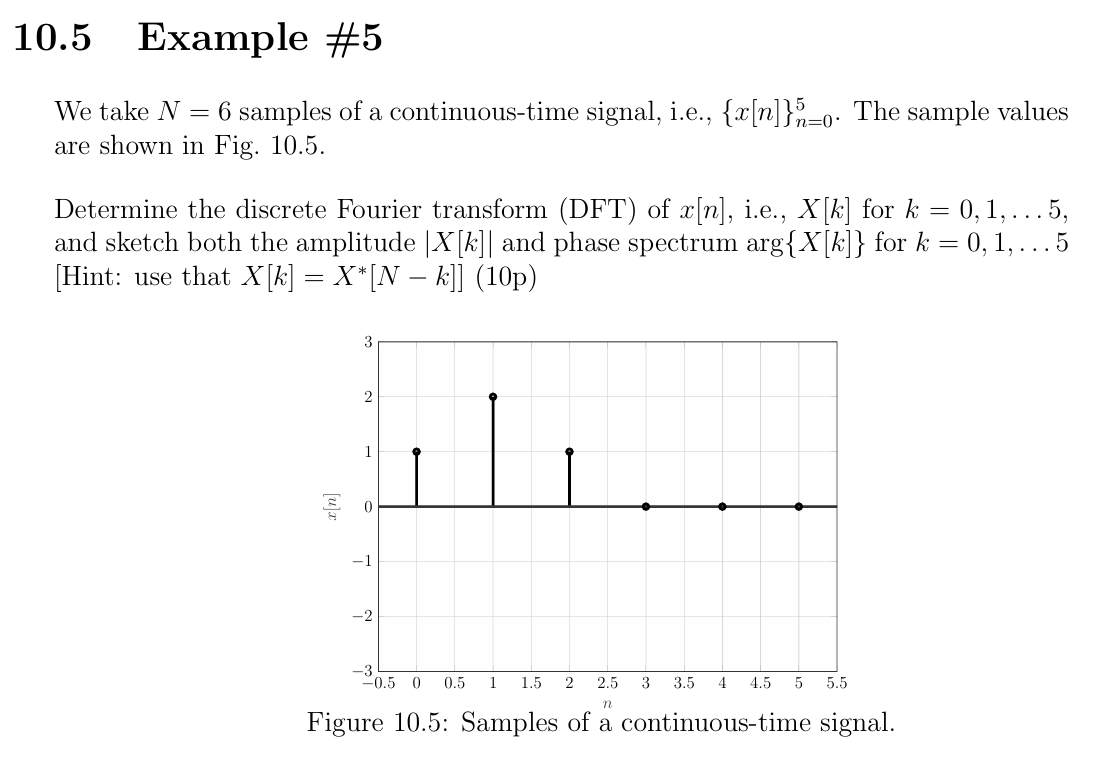 10.5 Example #5
We take N = 6 samples of a continuous-time signal, i.e., {x[n]}⁵ₙ₌₀. The sample values
are shown in Fig. 10.5.
Determine the discrete Fourier transform (DFT) of x[n], i.e., X[k] for k = 0, 1, . . . 5,
and sketch both the amplitude |X[k]| and phase spectrum arg{X[k]} for k = 0, 1, . . . 5
[Hint: use that X[k] = X*[N − k]] (10p)
3
2
1
0
−1
−2
−3
x[n]
−0.5 0 0.5 1 1.5 2 2.5 3 3.5 4 4.5 5 5.5
n
Figure 10.5: Samples of a continuous-time signal.